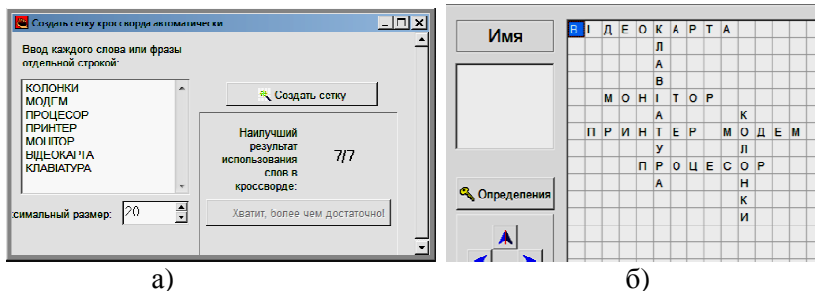 Создать сетку кроссворда автоматически
Ввод каждого слова или фразы
отдельной строкой:
КОЛОНКИ
МОДЕМ
ПРОЦЕСОР
ПРИНТЕР
МОНІТОР
ВІДЕОКАРТА
КЛАВІАТУРА
ксимальный размер: 20
Создать сетку
Наилучший
результат
использования
слов в
кроссворде:
7/7
Хватит, более чем достаточно!
а)
Имя
Определения
В І Д Е О К А Р Т А
Л
А
В
М О Н І Т О Р
А К
П Р И Н Т Е Р М О Д Е М
У Л
П Р О Ц Е С О Р
А Н
К
И
б)